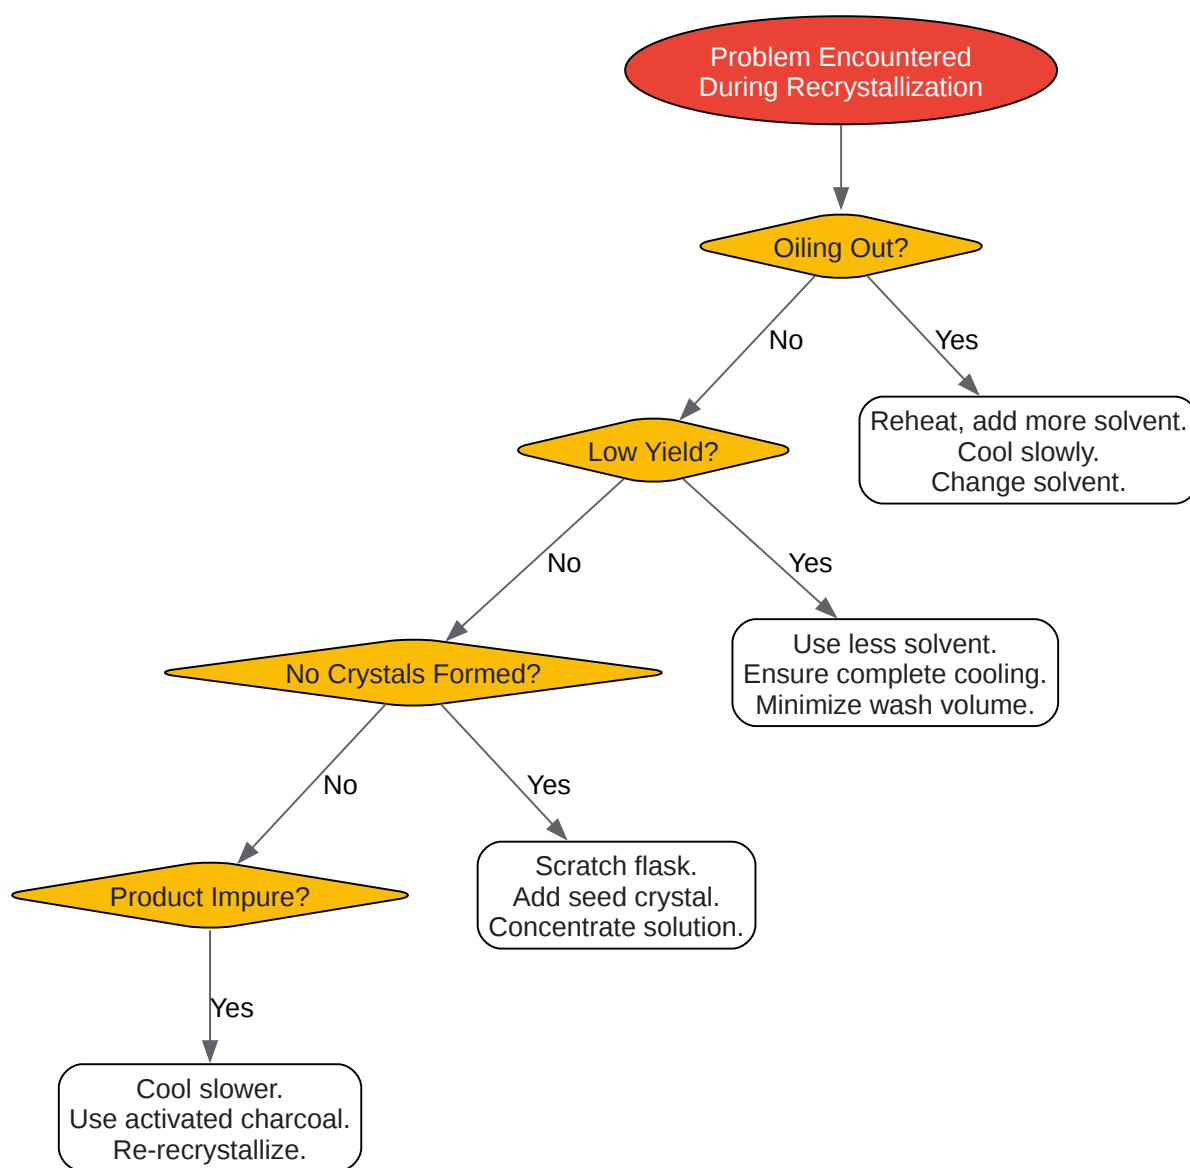 Problem Encountered
During Recrystallization
Oiling Out?
No
Yes
Reheat, add more solvent.
Cool slowly.
Change solvent.
Low Yield?
No
Yes
Use less solvent.
Ensure complete cooling.
Minimize wash volume.
No Crystals Formed?
No
Yes
Scratch flask.
Add seed crystal.
Concentrate solution.
Product Impure?
Yes
Cool slower.
Use activated charcoal.
Re-recrystallize.